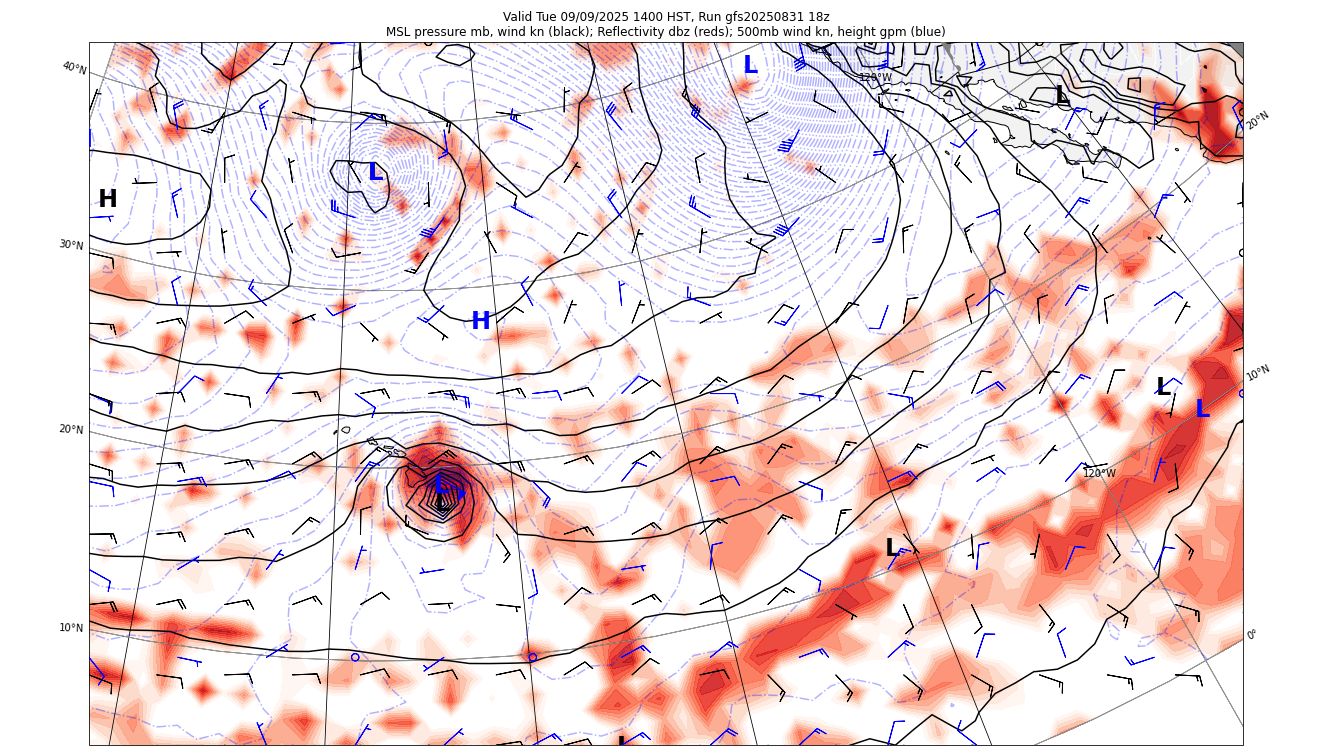 Valid Tue 09/09/2025 1400 HST, Run gfs20250831 18z
MSL pressure mb, wind kn (black); Reflectivity dbz (reds); 500mb wind kn, height gpm (blue)
40°N
L
120°W
L
20°N
L
H
30°N
H
10°N
L
L
20°N
120°W
L
L
L
10°N
0°
L